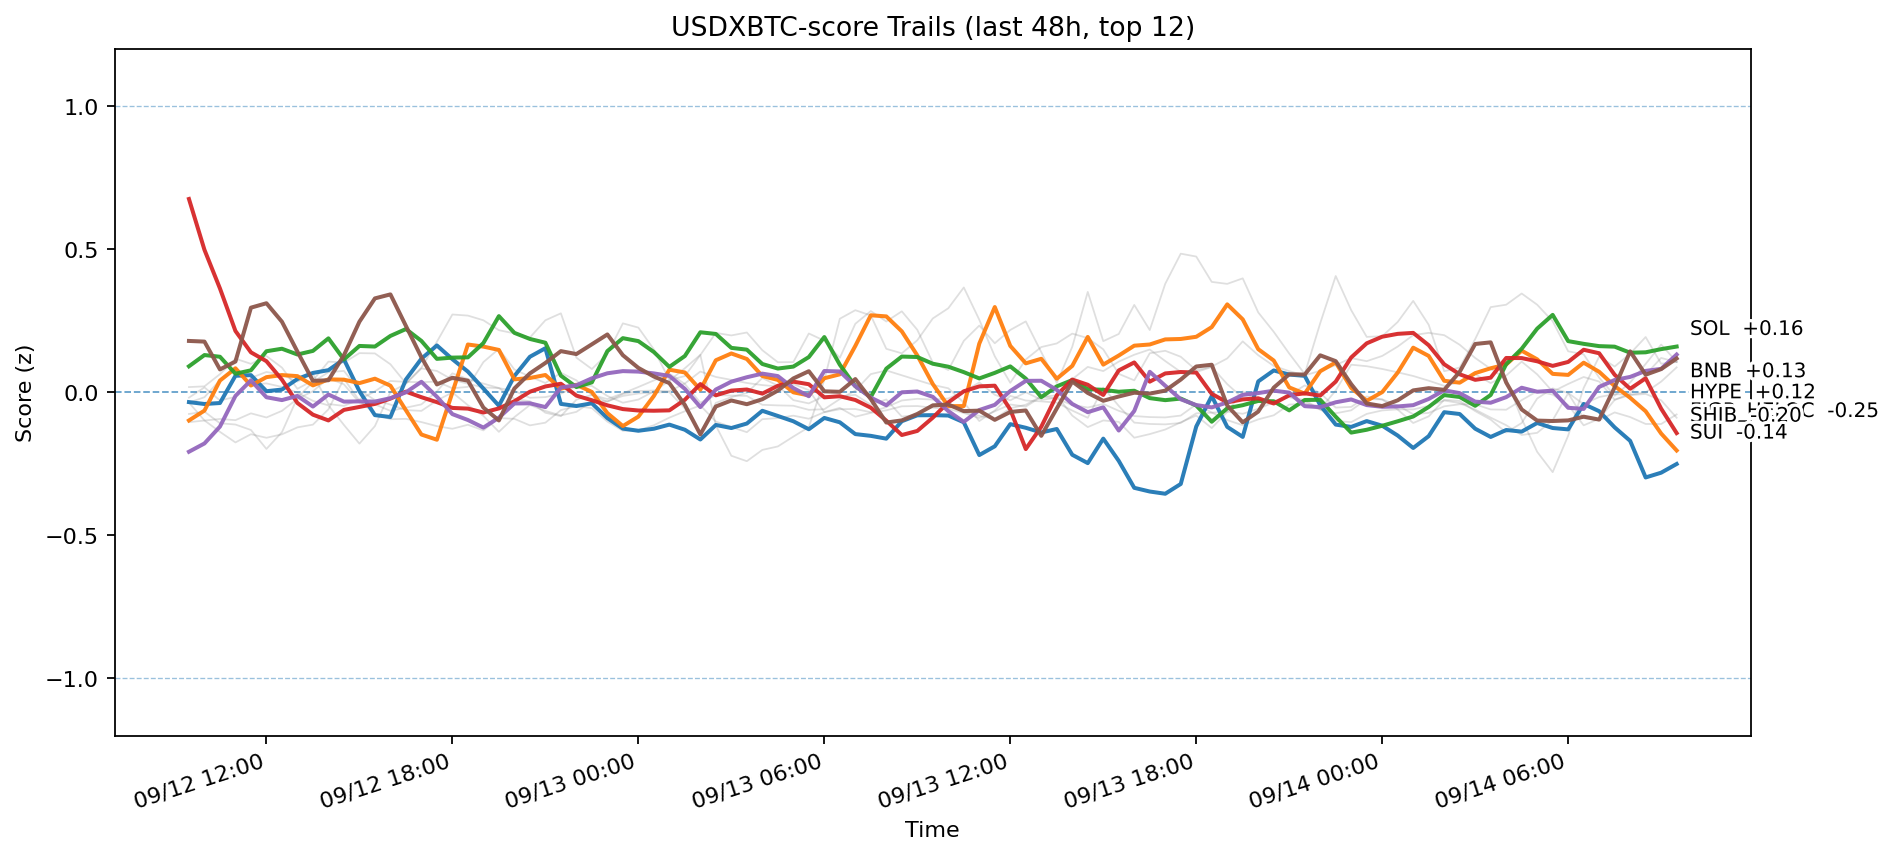 USDXBTC-score Trails (last 48h, top 12)
Score (z)
1.0
0.5
0.0
−0.5
−1.0
SOL +0.16
BNB +0.13
HYPE +0.12
-0.25
SHIB -0.20
SUI -0.14
09/12 12:00
09/12 18:00
09/13 00:00
09/13 06:00
09/13 12:00
09/13 18:00
09/14 00:00
09/14 06:00
Time